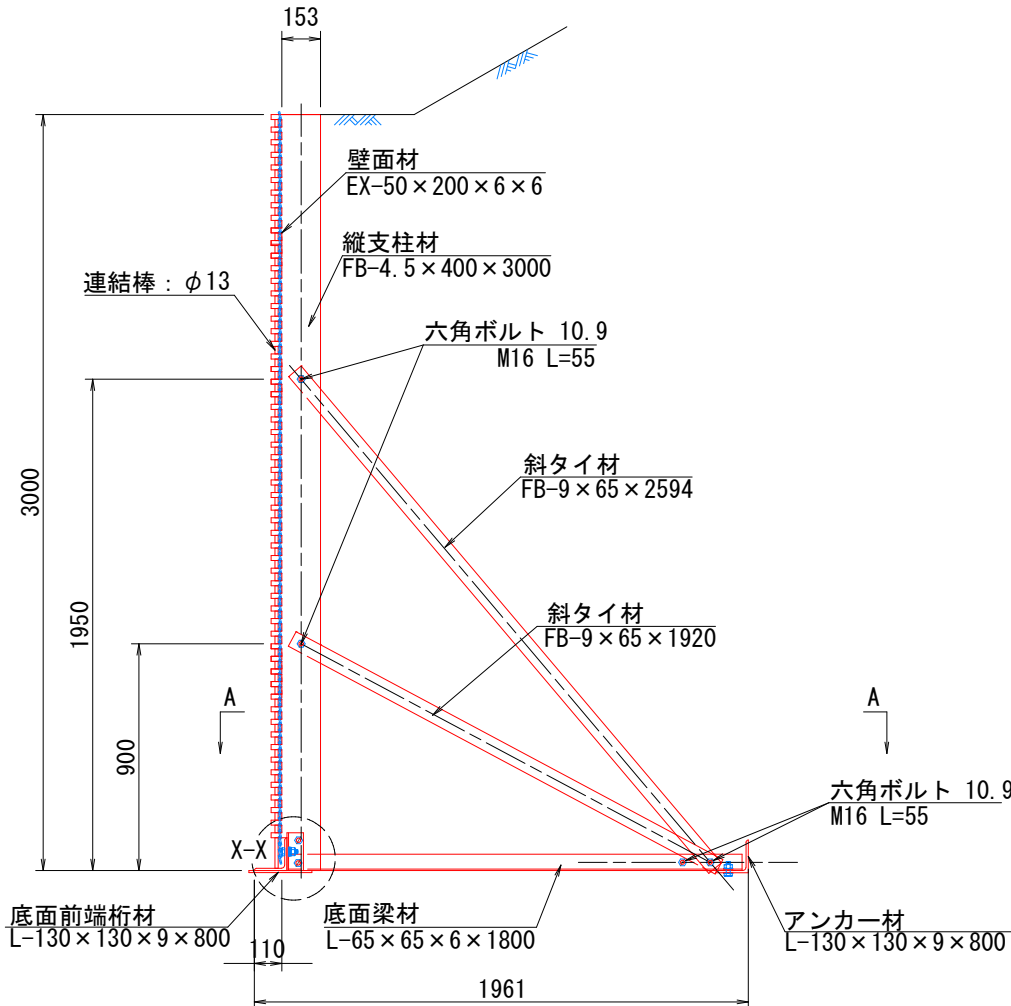 153
壁面材
EX-50×200×6×6
縦支柱材
FB-4.5×400×3000
連結棒：φ13
六角ボルト 10.9
M16 L=55
3000
1950
斜タイ材
FB-9×65×2594
斜タイ材
FB-9×65×1920
900
A
A
六角ボルト 10.9
M16 L=55
X-X
底面前端桁材
L-130×130×9×800
底面梁材
L-65×65×6×1800
アンカー材
L-130×130×9×800
110
1961